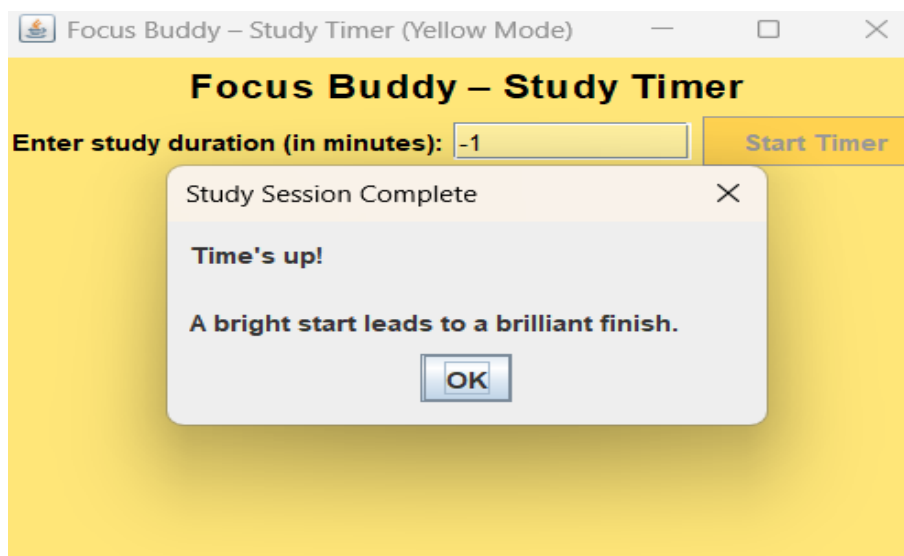 Focus Buddy – Study Timer (Yellow Mode)
Focus Buddy – Study Timer
Enter study duration (in minutes): -1 Start Timer
Study Session Complete
Time's up!
A bright start leads to a brilliant finish.
OK